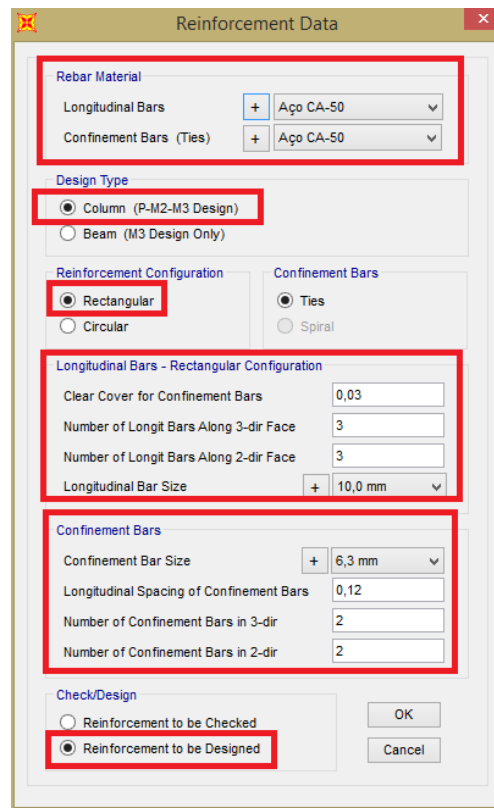 Reinforcement Data
Rebar Material
Longitudinal Bars + Aço CA-50
Confinement Bars (Ties) + Aço CA-50
Design Type
Column (P-M2-M3 Design)
Beam (M3 Design Only)
Reinforcement Configuration Confinement Bars
Rectangular Ties
Circular Spiral
Longitudinal Bars - Rectangular Configuration
Clear Cover for Confinement Bars 0,03
Number of Longit Bars Along 3-dir Face 3
Number of Longit Bars Along 2-dir Face 3
Longitudinal Bar Size + 10,0 mm
Confinement Bars
Confinement Bar Size + 6,3 mm
Longitudinal Spacing of Confinement Bars 0,12
Number of Confinement Bars in 3-dir 2
Number of Confinement Bars in 2-dir 2
Check/Design
Reinforcement to be Checked OK
Reinforcement to be Designed Cancel